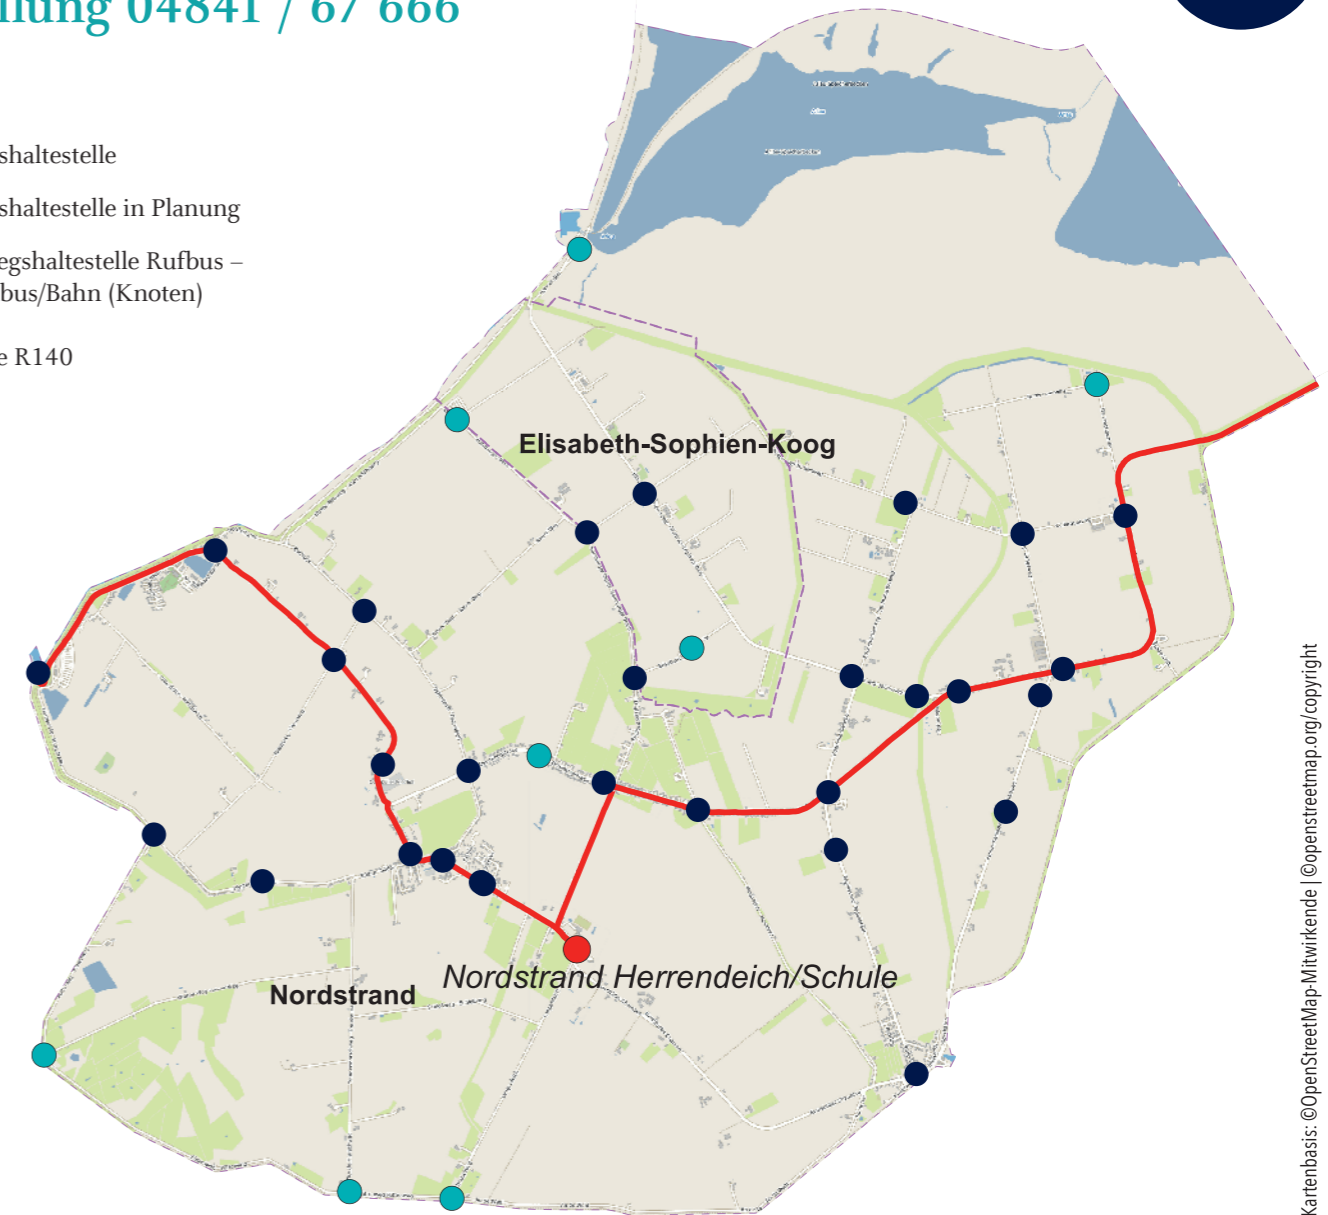 llung 04841 / 67 666
shaltestelle
shaltestelle in Planung
egshaltestelle Rufbus –
bus/Bahn (Knoten)
e R140
Elisabeth-Sophien-Koog
Nordstrand Herrendeich/Schule
Nordstrand
Kartenbasis: ©OpenStreetMap-Mitwirkende | ©openstreetmap.org/copyright